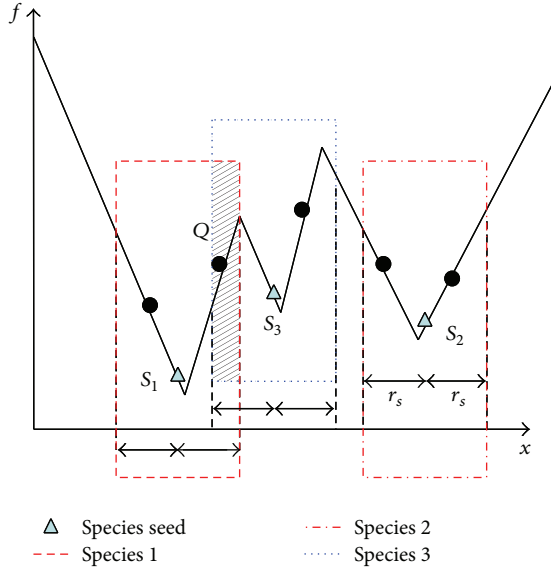 f
Q
S3
S1
S2
rs rs
x
Species seed
Species 2
Species 1
Species 3